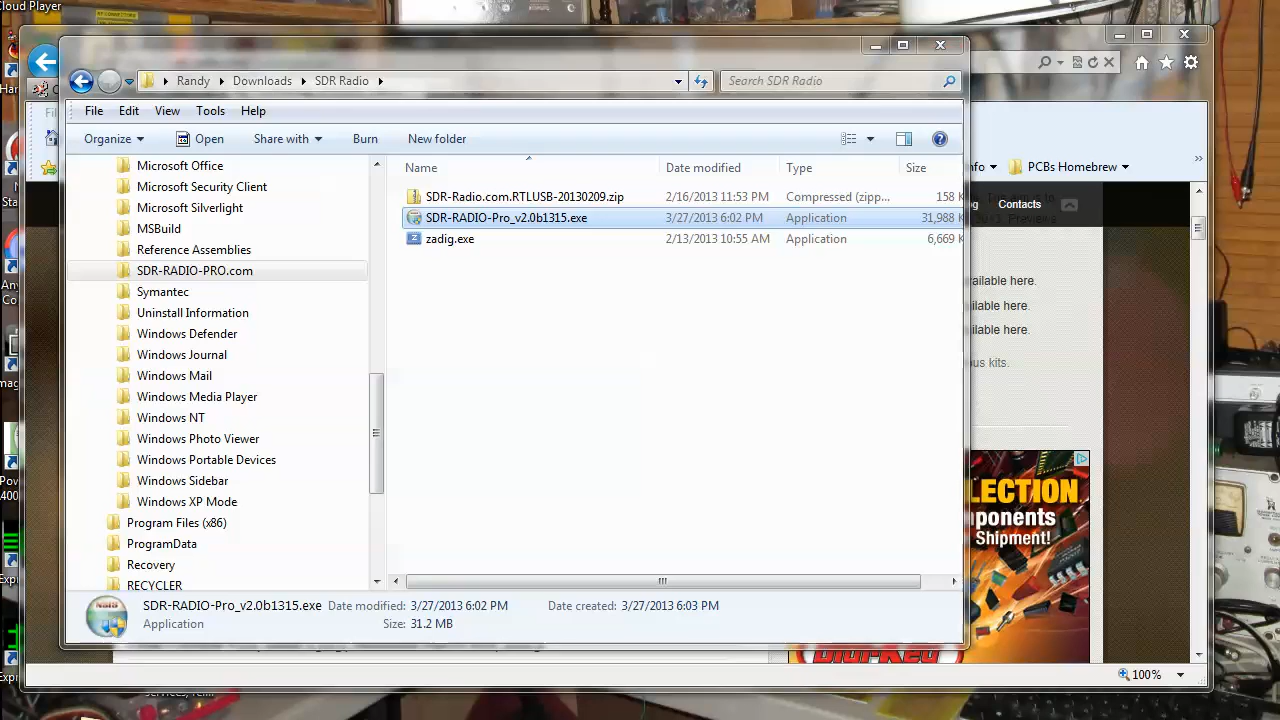 Cloud Player
Randy Downloads SDR Radio
Search SDR Radio
File Edit View Tools Help
Organize Open Share with Burn New folder
PCBs Homebrew
Contacts
Microsoft Office
Microsoft Security Client
Microsoft Silverlight
MSBuild
Reference Assemblies
SDR-RADIO-PRO.com
Symantec
Uninstall Information
Windows Defender
Windows Journal
Windows Mail
Windows Media Player
Windows NT
Windows Photo Viewer
Windows Portable Devices
Windows Sidebar
Windows XP Mode
Program Files (x86)
ProgramData
Recovery
RECYCLER
Name Date modified Type Size
SDR-Radio.com.RTLUSB-20130209.zip 2/16/2013 11:53 PM Compressed (zipp... 158 K
SDR-RADIO-Pro_v2.0b1315.exe 3/27/2013 6:02 PM Application 31,988 K
zadig.exe 2/13/2013 10:55 AM Application 6,669 K
ailable here.
ailable here.
ailable here.
ous kits.
LECTION
ponents
Shipment!
SDR-RADIO-Pro_v2.0b1315.exe Date modified: 3/27/2013 6:02 PM Date created: 3/27/2013 6:03 PM
Application Size: 31.2 MB
100%